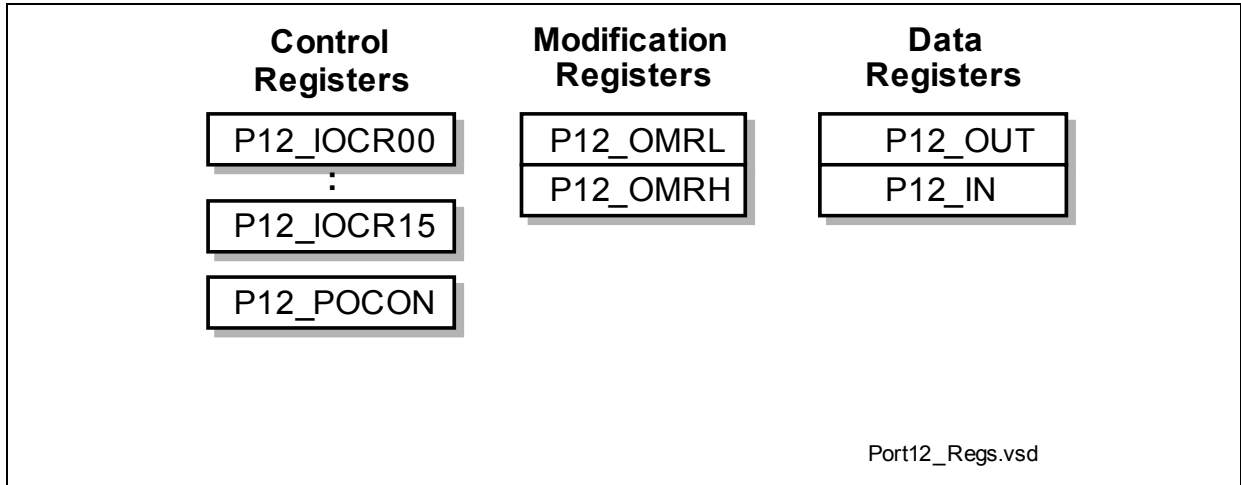 Control
Registers
P12_IOCR00
:
P12_IOCR15
P12_POCON
Modification
Registers
P12_OMRL
P12_OMRH
Data
Registers
P12_OUT
P12_IN
Port12_Regs.vsd